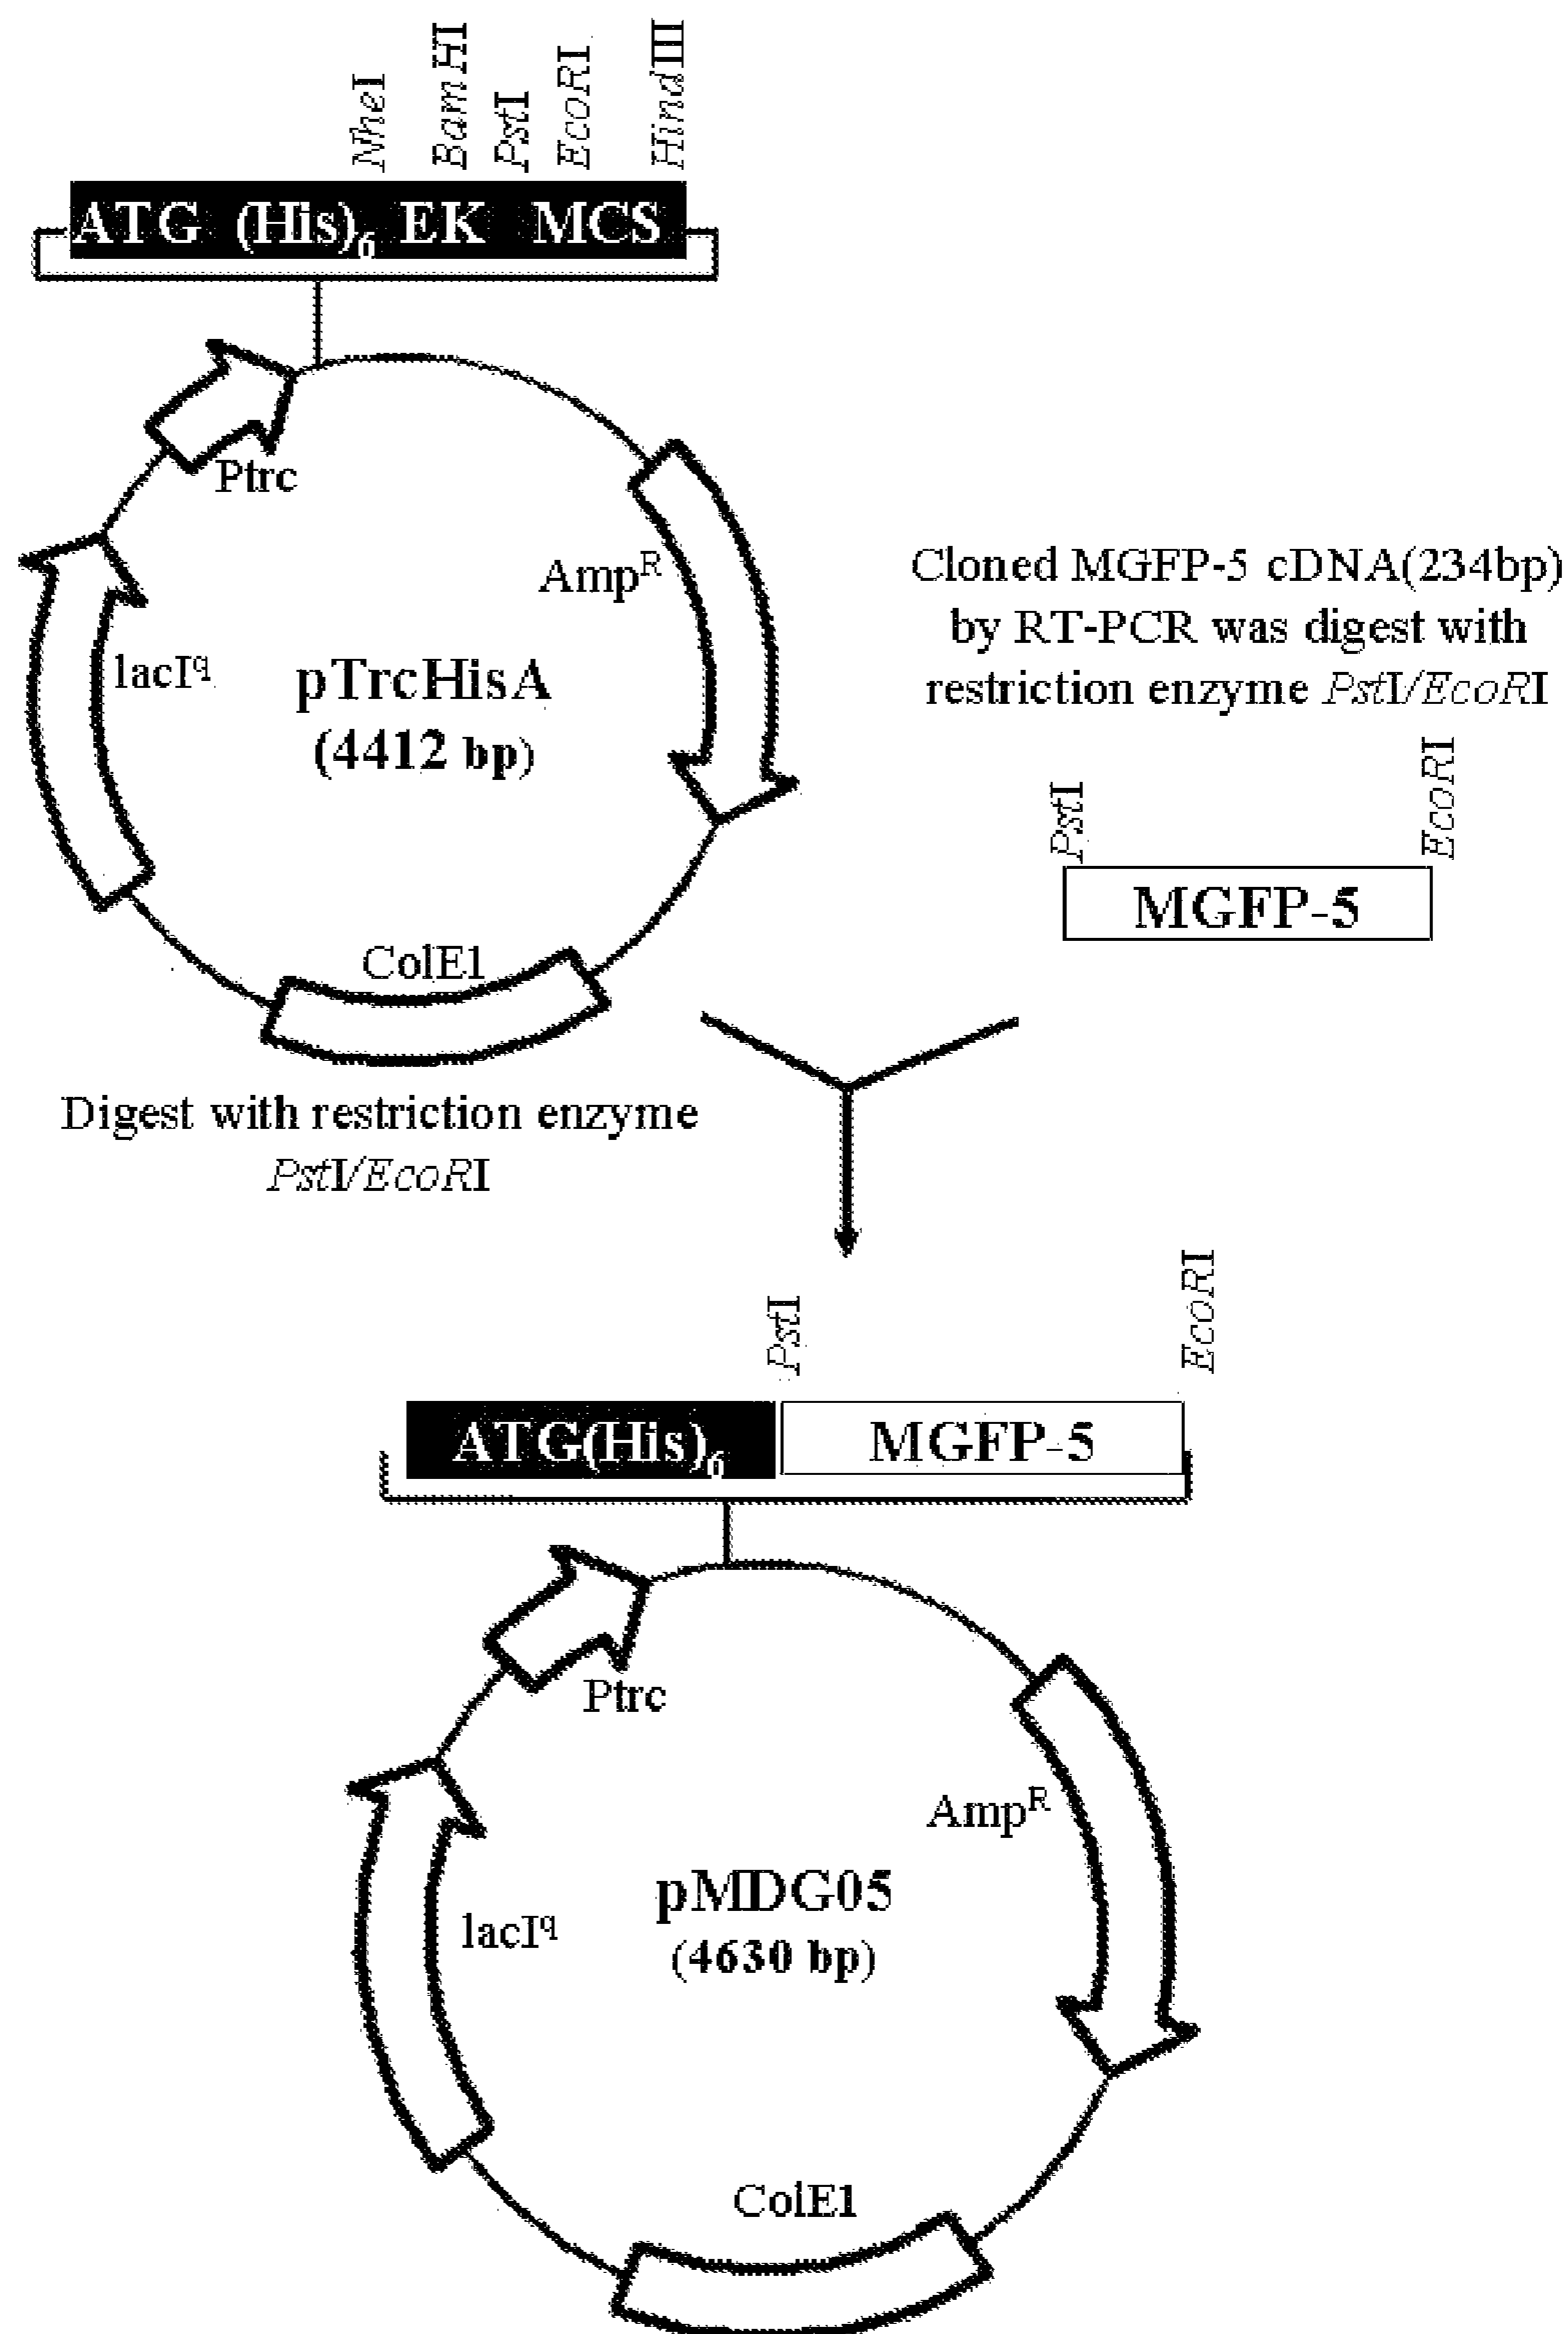 NheI
BamHI
PstI
EcoRI
HindIII
ATG (His)6 EK MCS
Ptrc
AmpR
lacIq
pTrcHisA
(4412 bp)
ColE1
Digest with restriction enzyme
PstI/EcoRI
Cloned MGFP-5 cDNA(234bp)
by RT-PCR was digest with
restriction enzyme PstI/EcoRI
PstI
EcoRI
MGFP-5
PstI
EcoRI
ATG(His)6
MGFP-5
Ptrc
AmpR
lacIq
pMDG05
(4630 bp)
ColE1